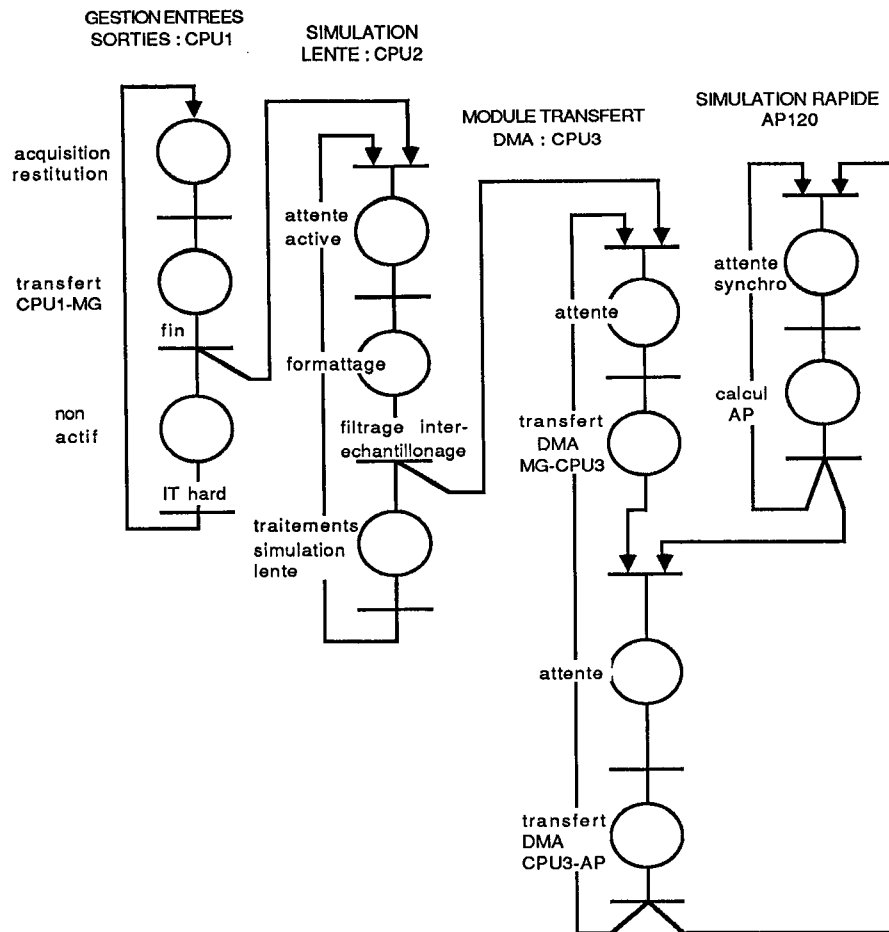 GESTION ENTREES
SORTIES : CPU1
SIMULATION
LENTE : CPU2
MODULE TRANSFERT
DMA : CPU3
SIMULATION RAPIDE
AP120
acquisition
restitution
transfert
CPU1-MG
fin
non
actif
IT hard
attente
active
formattage
filtrage inter-
echantillonage
traitements
simulation
lente
attente
transfert
DMA
MG-CPU3
attente
transfert
DMA
CPU3-AP
attente
synchro
calcul
AP